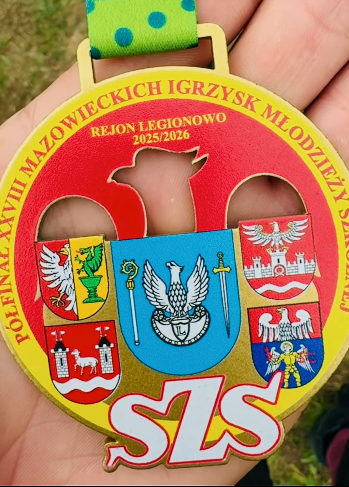 PÓŁFINAŁ XXVIII MAZOWIECKICH IGRZYSK MŁODZIEŻY SZKOLNEJ
REJON LEGIONOWO
2025/2026
SZS